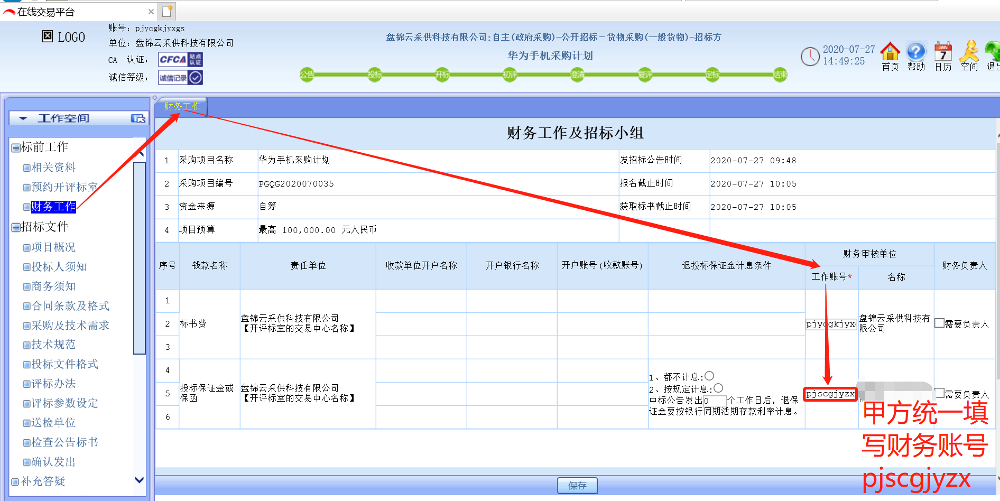 在线交易平台
LOGO
账号：pjycgkjyxgs
单位：盘锦云采供科技有限公司
CA 认证：
CFCA 站点认证
诚信等级：
诚信记录
盘锦云采供科技有限公司:自主(政府采购)-公开招标-货物采购(一般货物)-招标方
华为手机采购计划
公告 投标 开标 初评 澄清 复评 定标 结束
2020-07-27
14:49:25
首页 帮助 日历 空间 退出
JAN
7
工作空间
标前工作
相关资料
预约开评标室
财务工作
招标文件
项目概况
投标人须知
商务须知
合同条款及格式
采购及技术需求
技术规范
投标文件格式
评标办法
评标参数设定
送检单位
检查公告标书
确认发出
补充答疑
财务工作
财务工作及招标小组
1 采购项目名称 华为手机采购计划 发招标公告时间 2020-07-27 09:48
2 采购项目编号 PGQG2020070035 报名截止时间 2020-07-27 10:05
3 资金来源 自筹 获取标书截止时间 2020-07-27 10:05
4 项目预算 最高 100,000.00 元人民币
序号 钱款名称 责任单位 收款单位开户名称 开户银行名称 开户账号(收款账号) 退投标保证金计息条件 财务审核单位 财务负责人
工作账号* 名称
1
2 标书费 盘锦云采供科技有限公司
【开评标室的交易中心名称】 pjycgkjyx 盘锦云采供科技有限公司 需要负责人
3
4
5 投标保证金或保函 盘锦云采供科技有限公司
【开评标室的交易中心名称】
1、都不计息:
2、按规定计息:
中标公告发出0个工作日后，退保
证金要按银行同期活期存款利率计息。
pjscgjyzx 需要负责人
6
甲方统一填
写财务账号
pjscgjyzx
保存